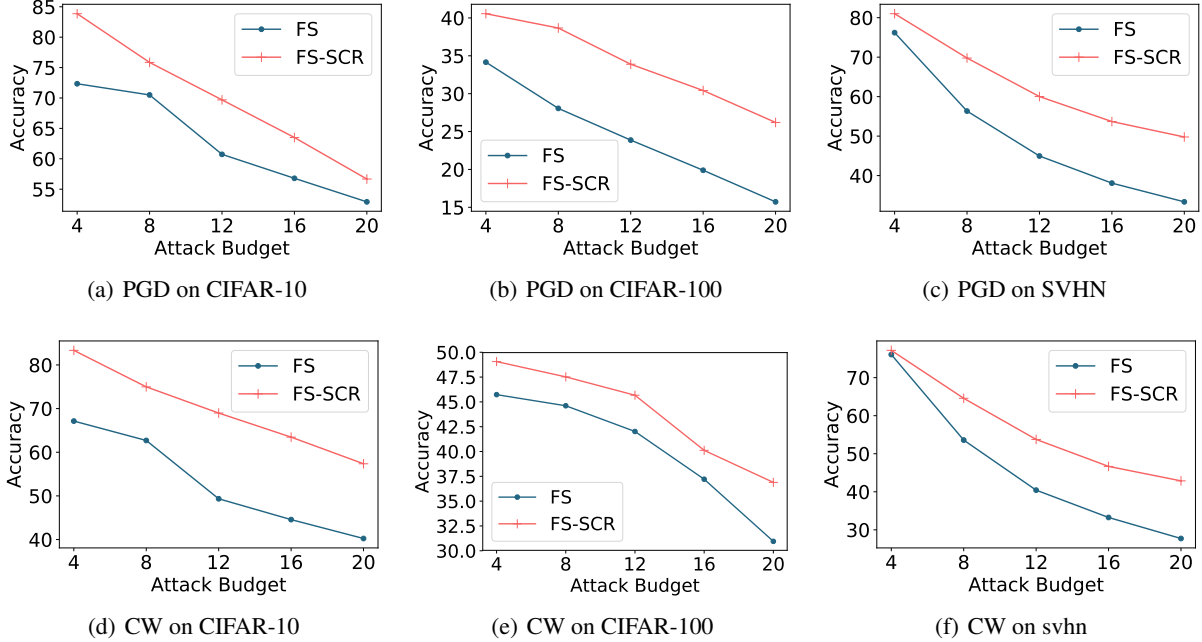 85
80
75
70
65
60
55
Accuracy
FS
FS-SCR
4 8 12 16 20
Attack Budget
(a) PGD on CIFAR-10
40
35
30
25
20
15
Accuracy
FS
FS-SCR
4 8 12 16 20
Attack Budget
(b) PGD on CIFAR-100
80
70
60
50
40
Accuracy
FS
FS-SCR
4 8 12 16 20
Attack Budget
(c) PGD on SVHN
80
70
60
50
40
Accuracy
FS
FS-SCR
4 8 12 16 20
Attack Budget
(d) CW on CIFAR-10
50.0
47.5
45.0
42.5
40.0
37.5
35.0
32.5
30.0
Accuracy
FS
FS-SCR
4 8 12 16 20
Attack Budget
(e) CW on CIFAR-100
70
60
50
40
30
Accuracy
FS
FS-SCR
4 8 12 16 20
Attack Budget
(f) CW on svhn